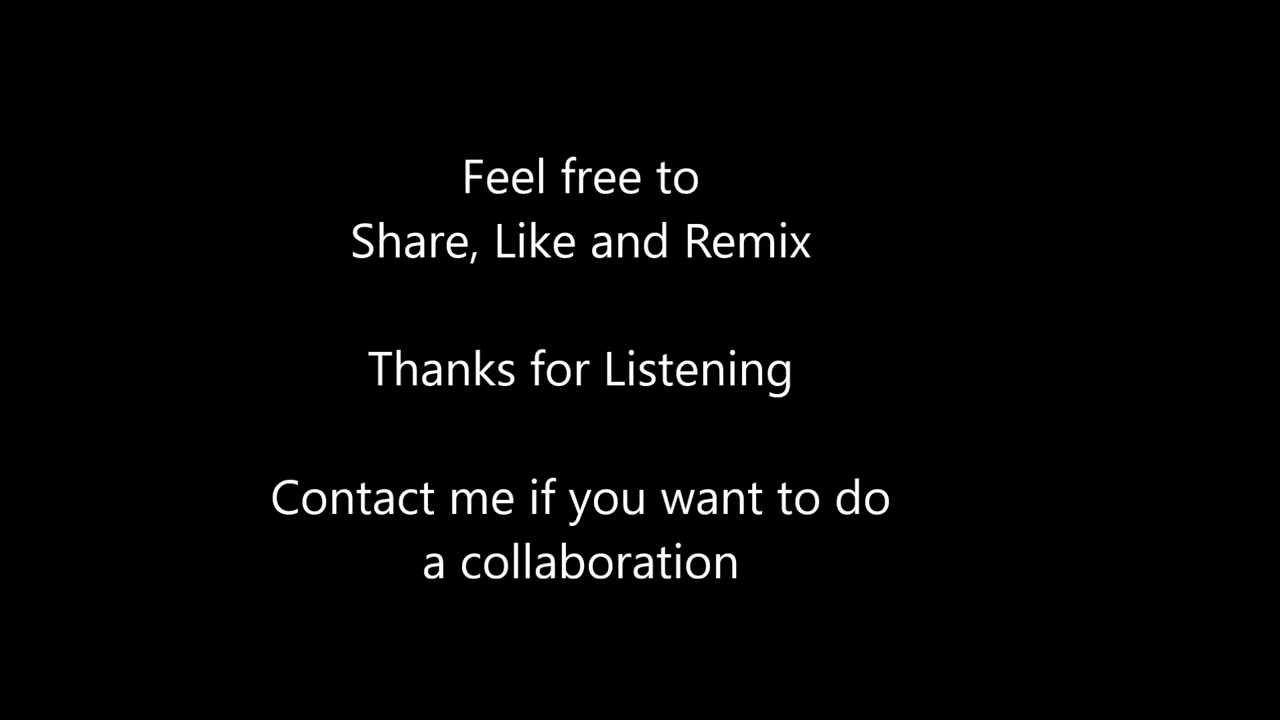 Feel free to
Share, Like and Remix
Thanks for Listening
Contact me if you want to do
a collaboration